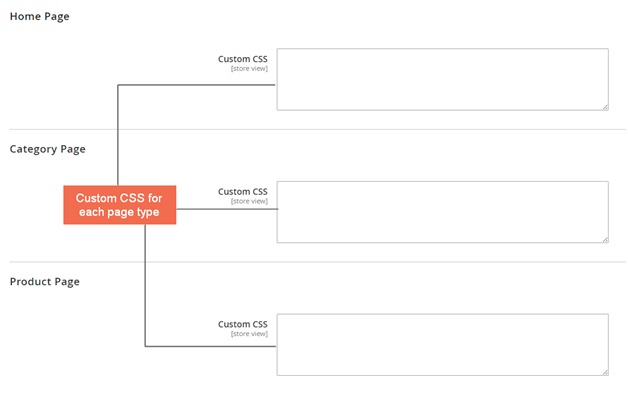 Home Page
Custom CSS
[store view]
Category Page
Custom CSS for
each page type
Custom CSS
[store view]
Product Page
Custom CSS
[store view]